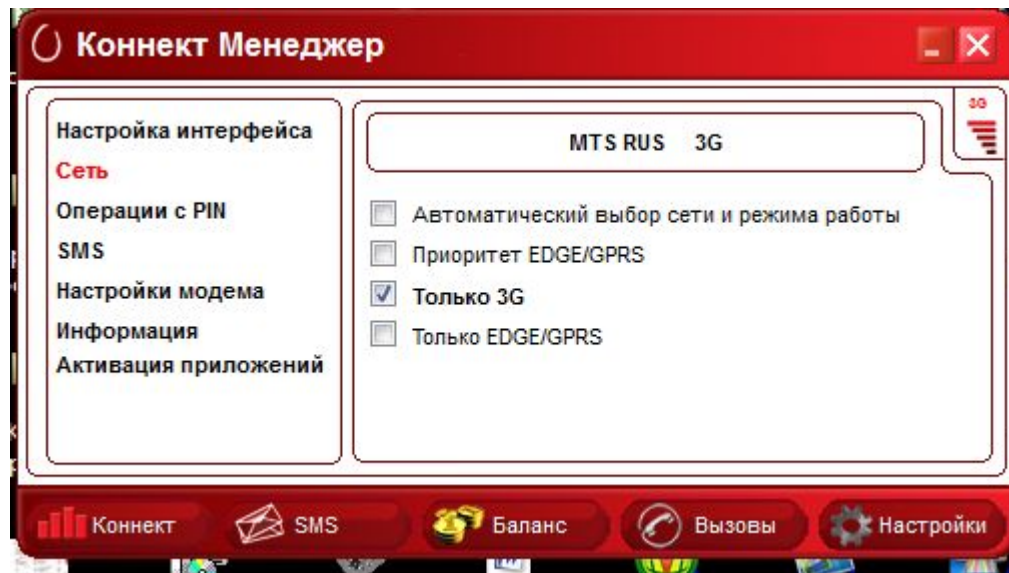 Коннект Менеджер
3G
Настройка интерфейса
Сеть
Операции с PIN
SMS
Настройки модема
Информация
Активация приложений
MTS RUS 3G
Автоматический выбор сети и режима работы
Приоритет EDGE/GPRS
Только 3G
Только EDGE/GPRS
Коннект
SMS
Баланс
Вызовы
Настройки